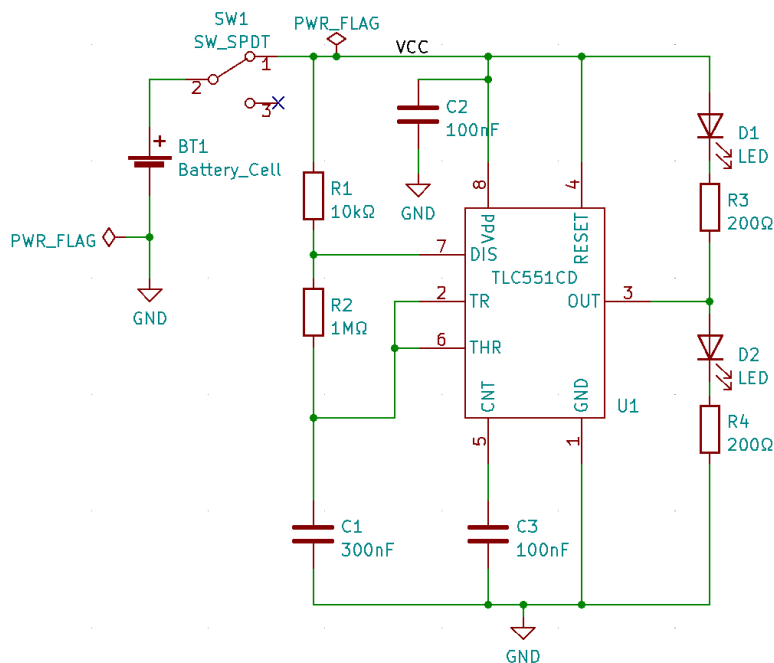 SW1
SW_SPDT
PWR_FLAG
VCC
1
2
3
C2
100nF
GND
BT1
Battery_Cell
PWR_FLAG
GND
R1
10kΩ
R2
1MΩ
8
4
Vdd
RESET
7
DIS
TLC551CD
2
TR
OUT
3
6
THR
CNT
GND
U1
5
1
D1
LED
R3
200Ω
D2
LED
R4
200Ω
C1
300nF
C3
100nF
GND